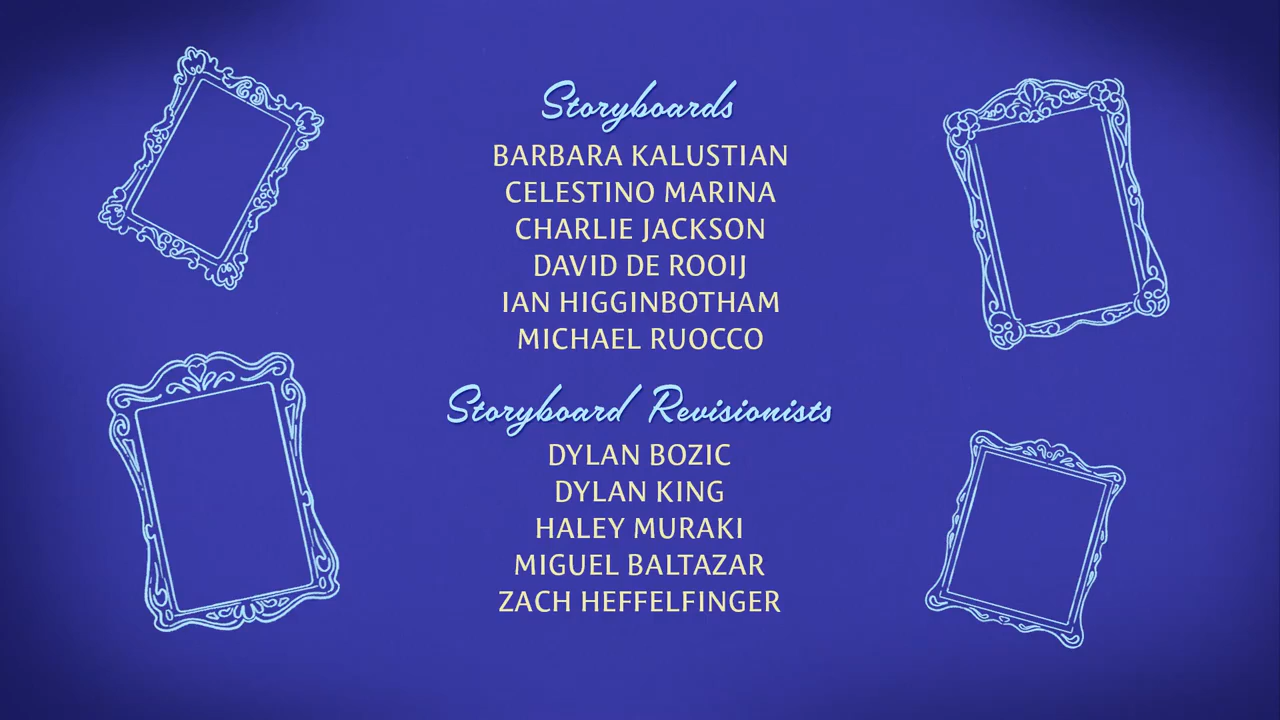 Storyboards
BARBARA KALUSTIAN
CELESTINO MARINA
CHARLIE JACKSON
DAVID DE ROOIJ
IAN HIGGINBOTHAM
MICHAEL RUOCCO
Storyboard Revisionists
DYLAN BOZIC
DYLAN KING
HALEY MURAKI
MIGUEL BALTAZAR
ZACH HEFFELFINGER